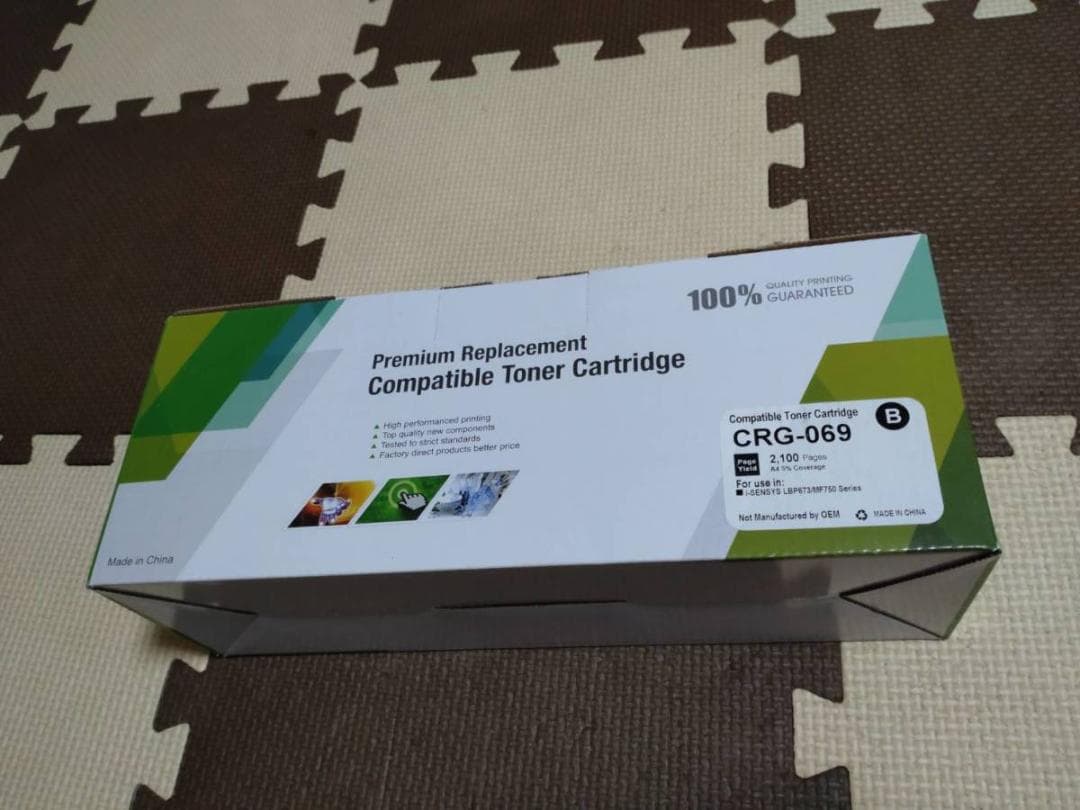 100% QUALITY PRINTING
GUARANTEED
Premium Replacement
Compatible Toner Cartridge
High performanced printing
Top quality new components
Tested to strict standards
Factory direct products better price
Compatible Toner Cartridge
B
CRG-069
Page
Yield
2,100 Pages
A4 5% Coverage
For use in:
i-SENSYS LBP673/MF750 Series
Not Manufactured by OEM
MADE IN CHINA
Made in China